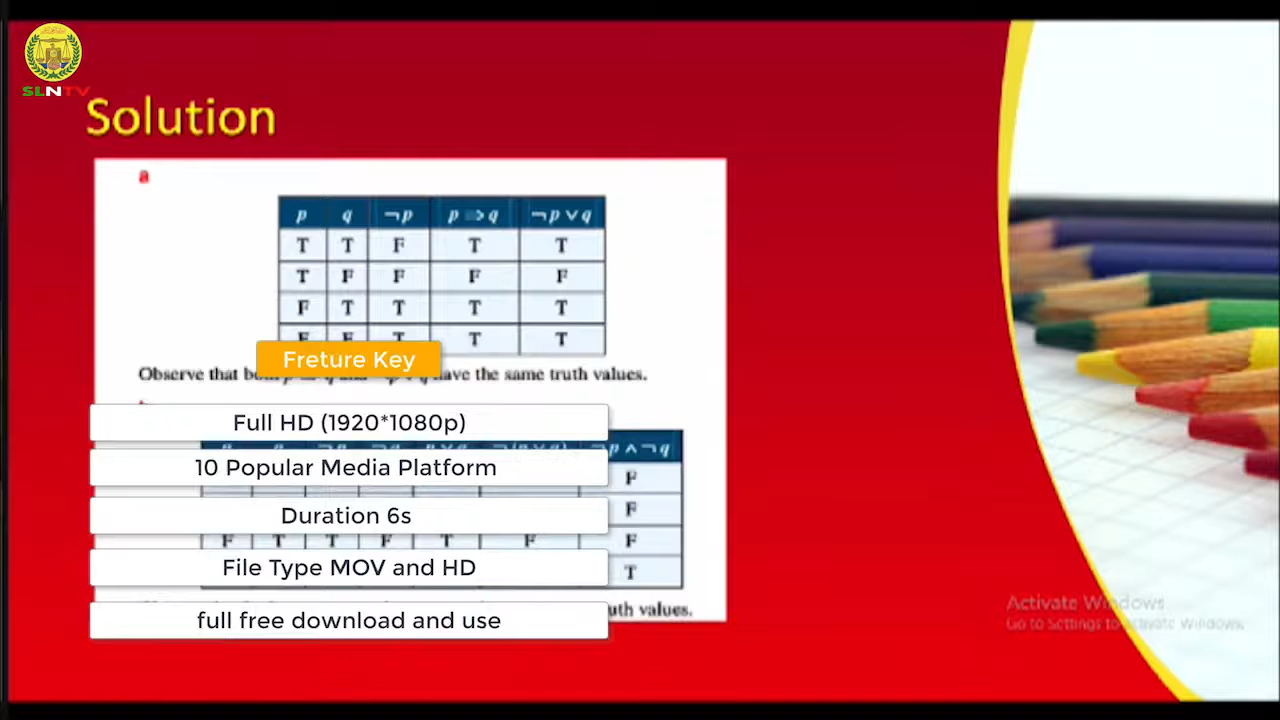 SLNTV
Solution
a
p q ¬p p ⇒ q ¬p ∨ q
T T F T T
T F F F F
F T T T T
F F T T T
Freture Key
Observe that both have the same truth values.
Full HD (1920*1080p)
¬p ∧ ¬q
10 Popular Media Platform
F
Duration 6s
F
F T T F T F F
File Type MOV and HD
T
full free download and use
truth values.
Activate Windows
Go to Settings to activate Windows.